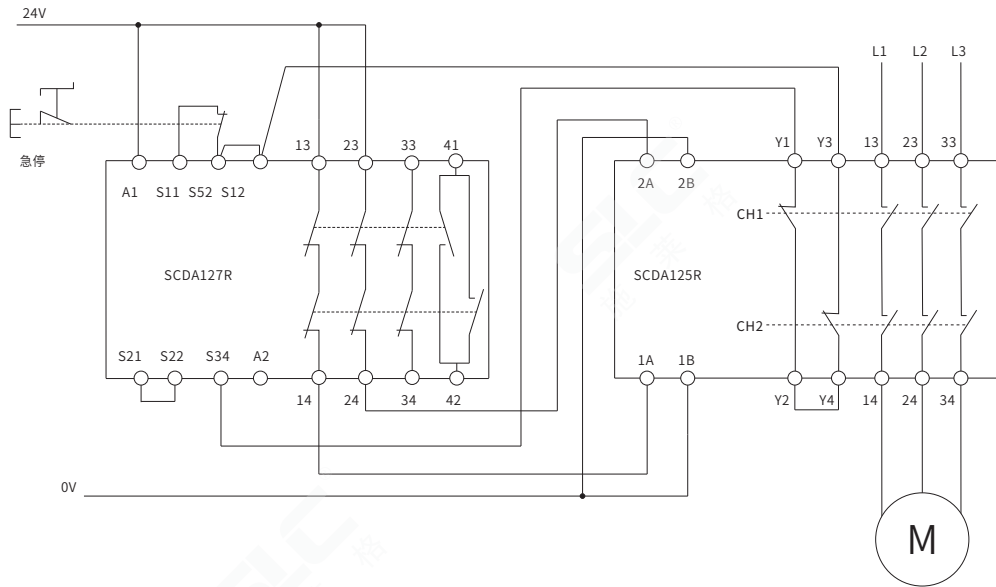 24V
L1 L2 L3
急停
13 23 33 41
Y1 Y3 13 23 33
A1 S11 S52 S12
2A 2B
CH1
SCDA127R
SCDA125R
CH2
S21 S22 S34 A2
1A 1B
14 24 34 42
Y2 Y4 14 24 34
0V
M
SLC
SLC